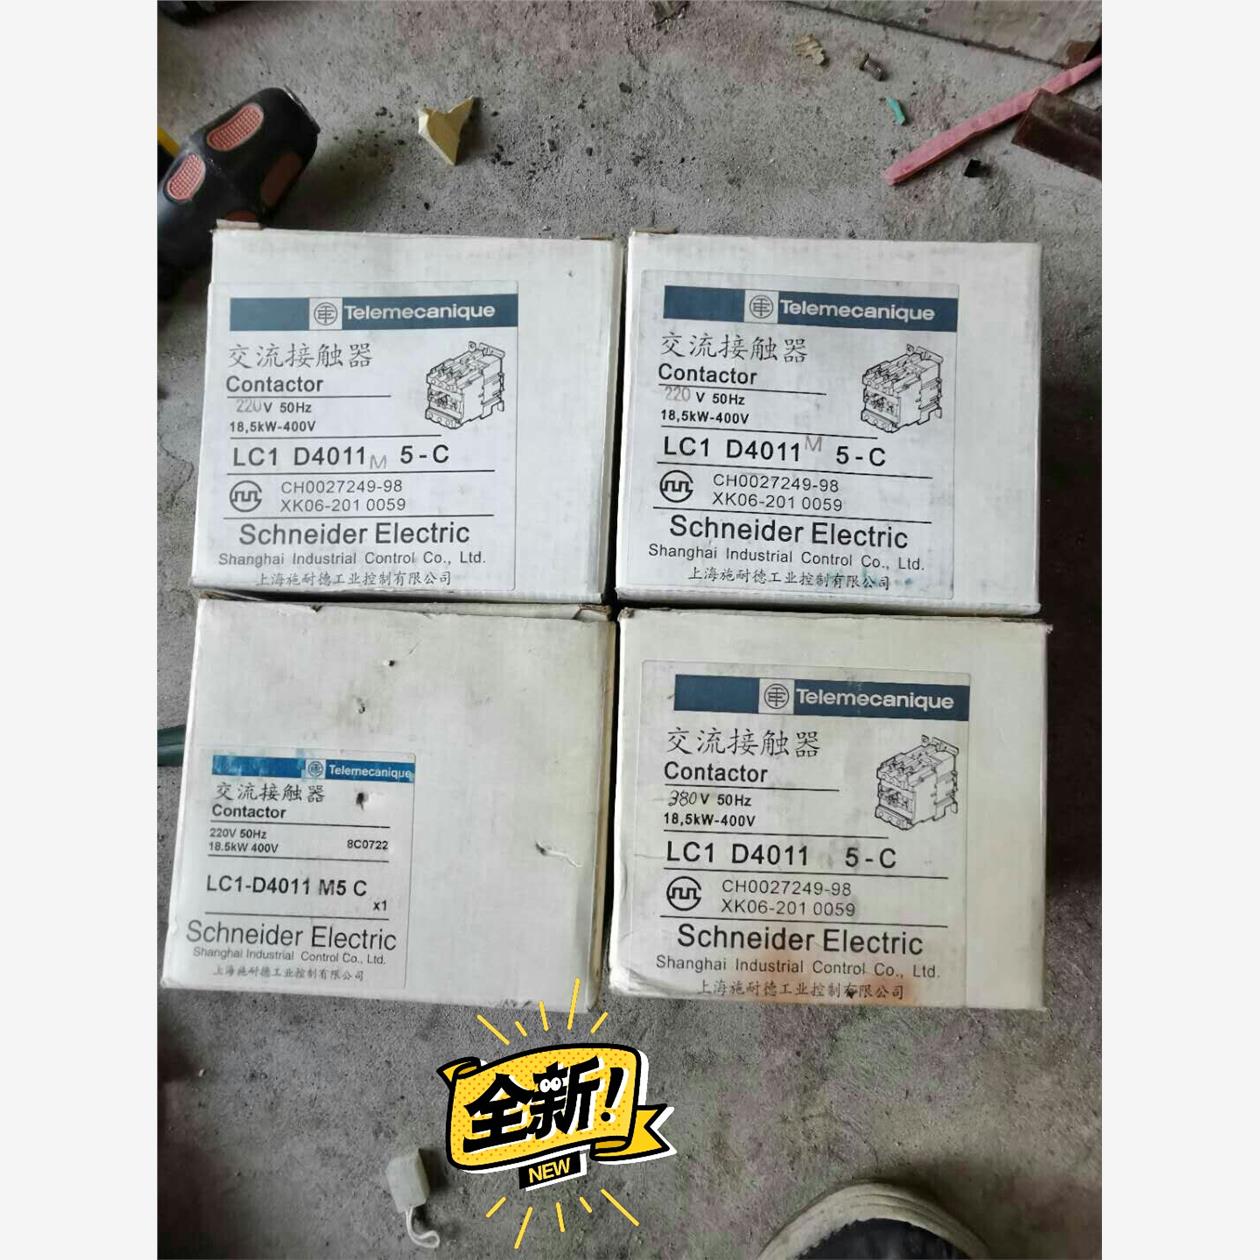 Telemecanique
交流接触器
Contactor
220V 50Hz
18,5kW-400V
LC1 D4011 M 5-C
CH0027249-98
XK06-201 0059
Schneider Electric
Shanghai Industrial Control Co., Ltd.
上海施耐德工业控制有限公司
Telemecanique
交流接触器
Contactor
220 V 50Hz
18,5kW-400V
LC1 D4011 M 5-C
CH0027249-98
XK06-201 0059
Schneider Electric
Shanghai Industrial Control Co., Ltd.
上海施耐德工业控制有限公司
Telemecanique
交流接触器
Contactor
220V 50Hz
18.5kW 400V 8C0722
LC1-D4011 M5 C
x1
Schneider Electric
Shanghai Industrial Control Co., Ltd.
上海施耐德工业控制有限公司
Telemecanique
交流接触器
Contactor
380V 50Hz
18,5kW-400V
LC1 D4011 5-C
CH0027249-98
XK06-201 0059
Schneider Electric
Shanghai Industrial Control Co., Ltd.
上海施耐德工业控制有限公司
全新!
NEW